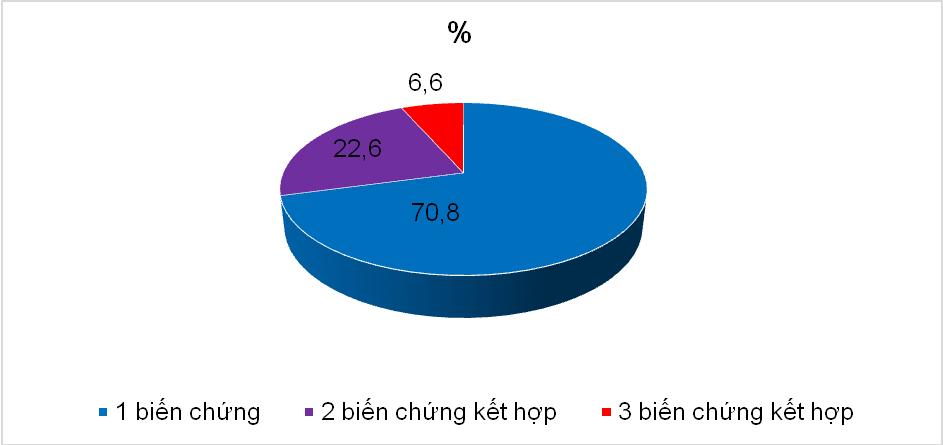 %
6,6
22,6
70,8
1 biến chứng
2 biến chứng kết hợp
3 biến chứng kết hợp